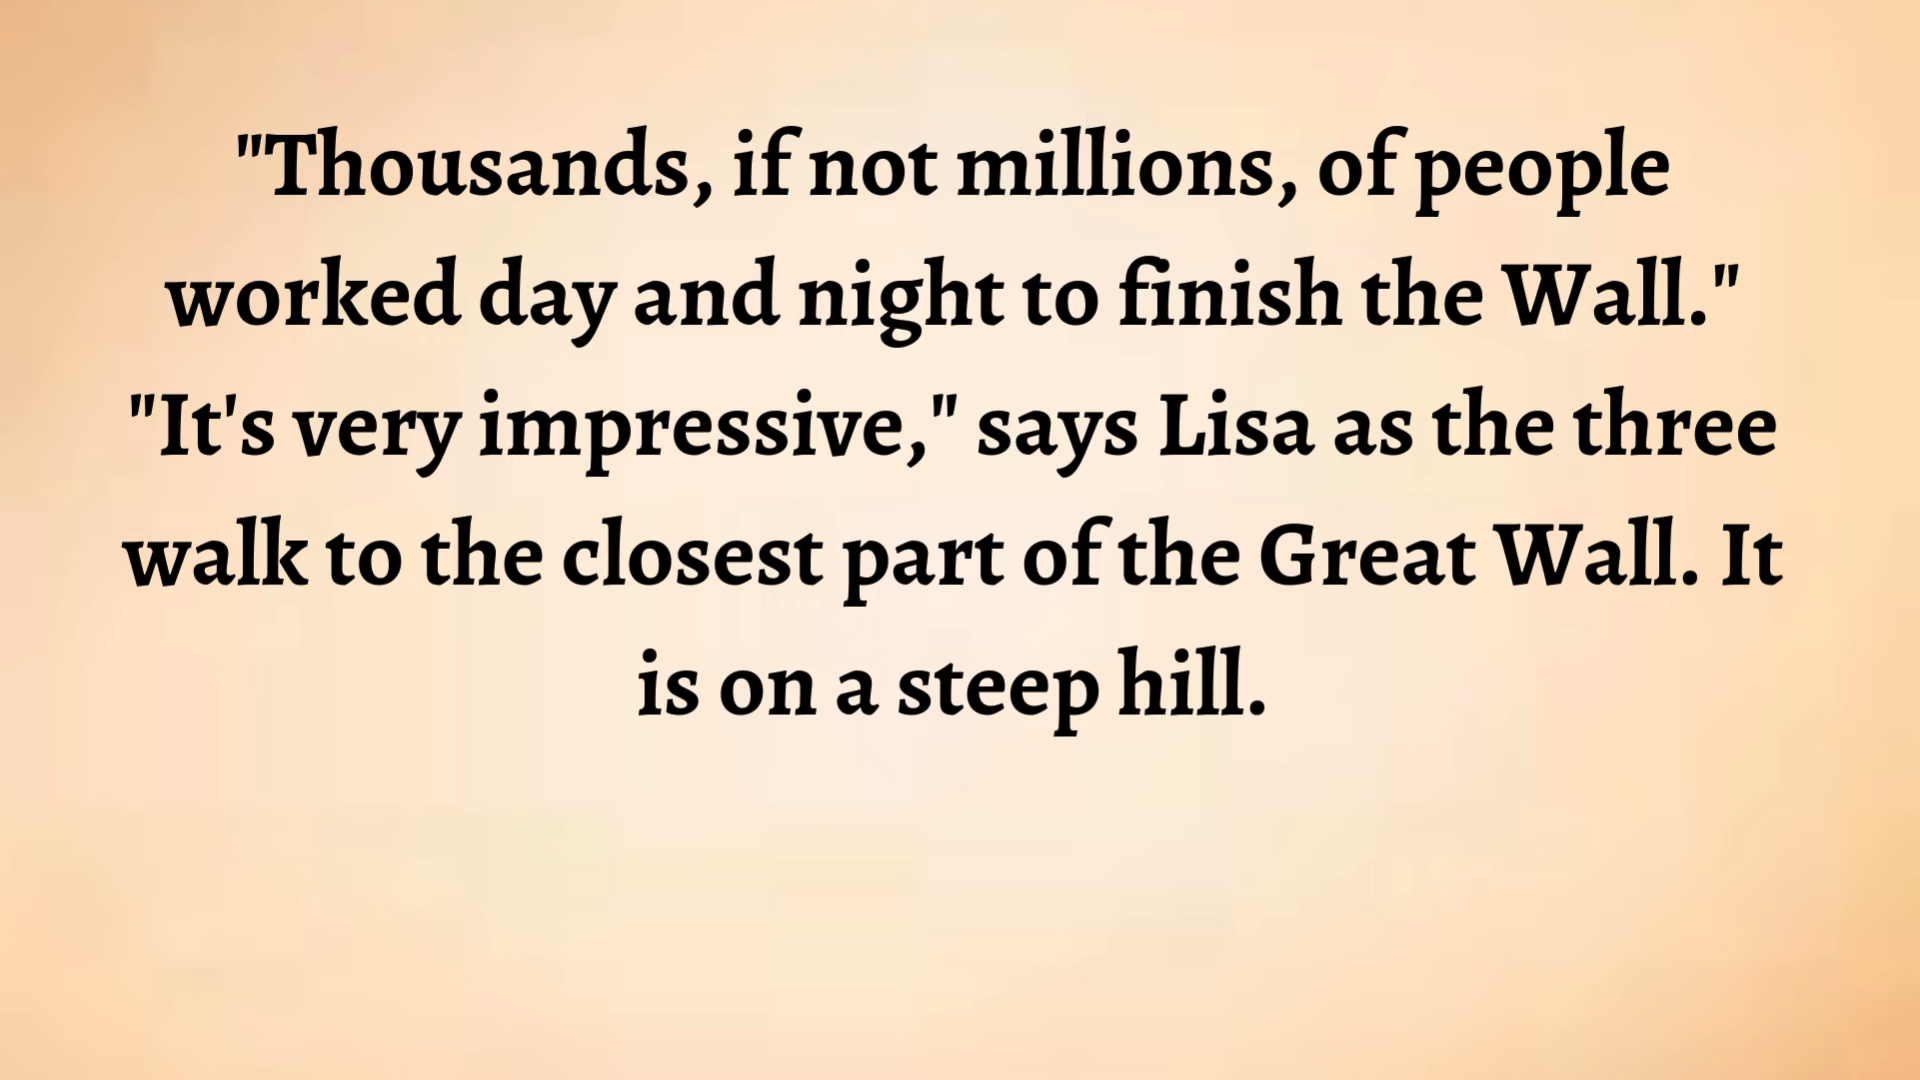 "Thousands, if not millions, of people
worked day and night to finish the Wall."
"It's very impressive," says Lisa as the three
walk to the closest part of the Great Wall. It
is on a steep hill.